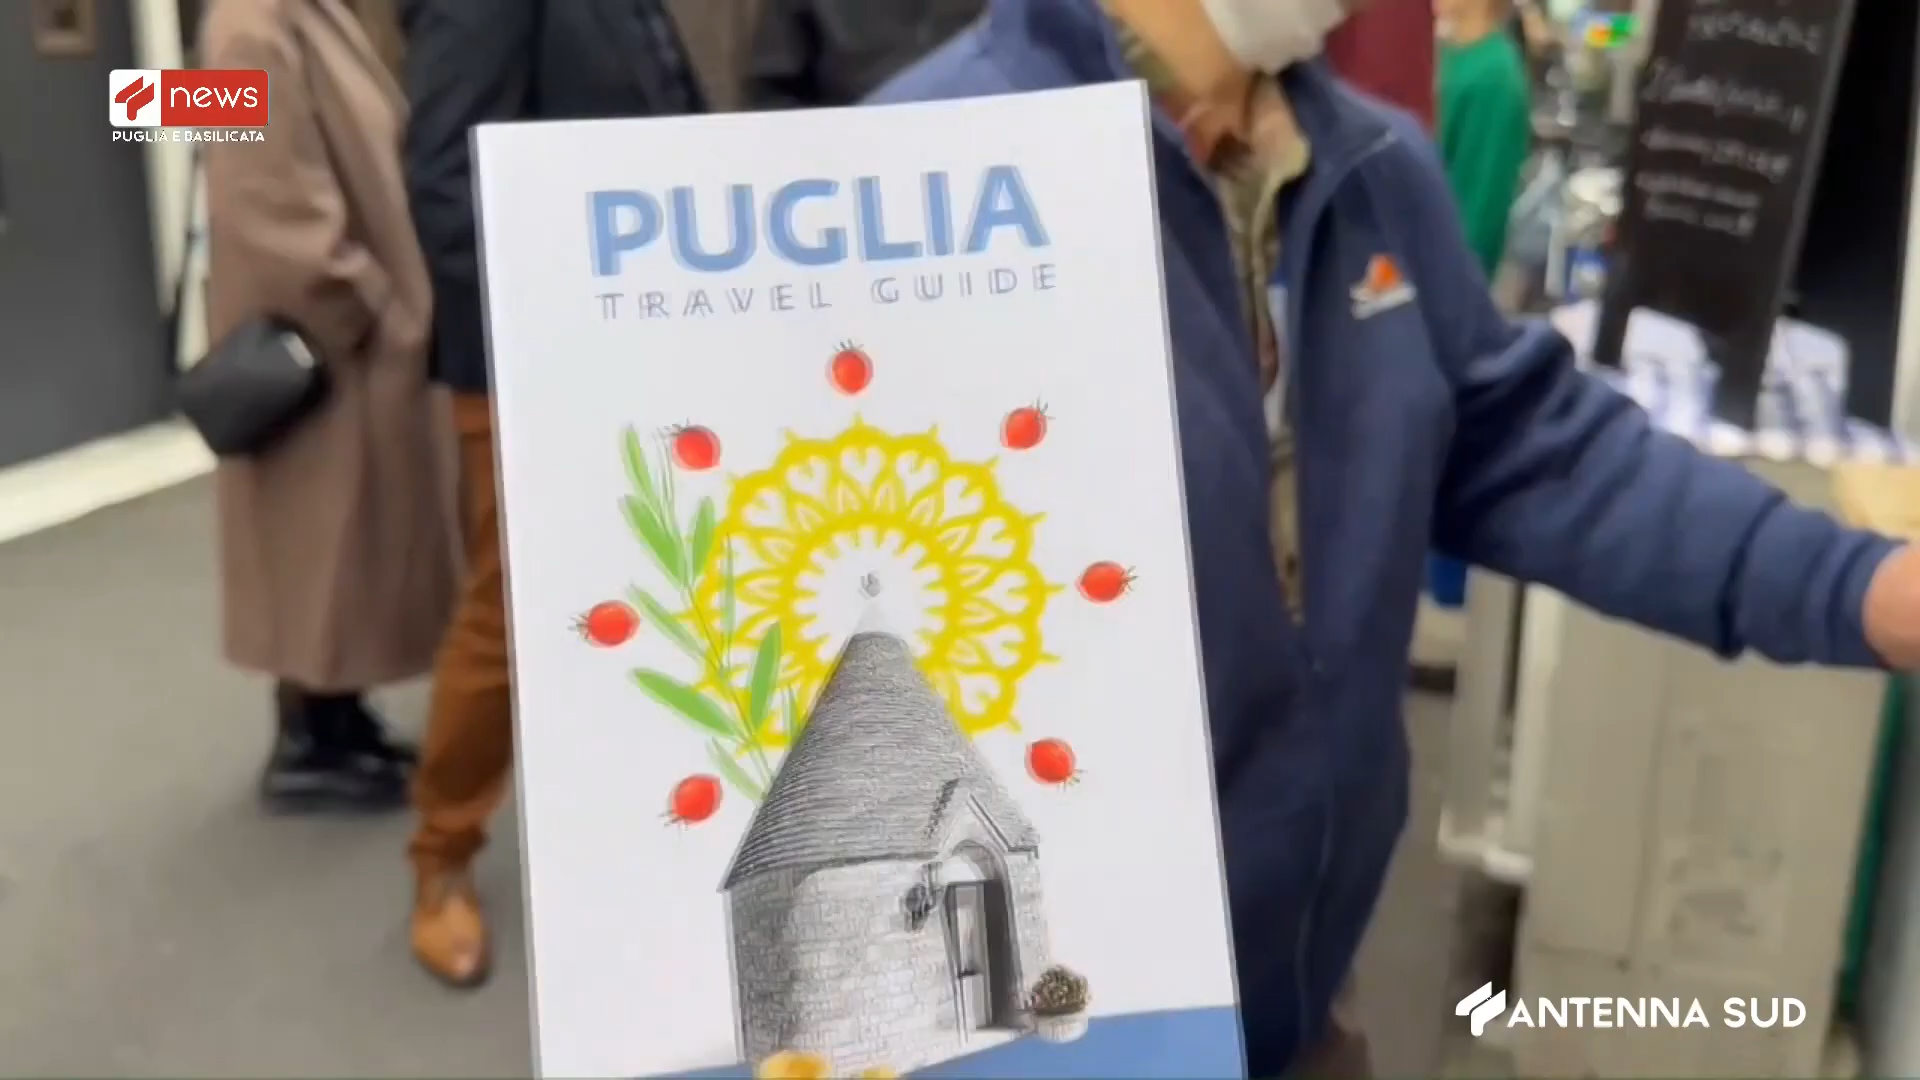 news
PUGLIA E BASILICATA
PUGLIA
TRAVEL GUIDE
ANTENNA SUD